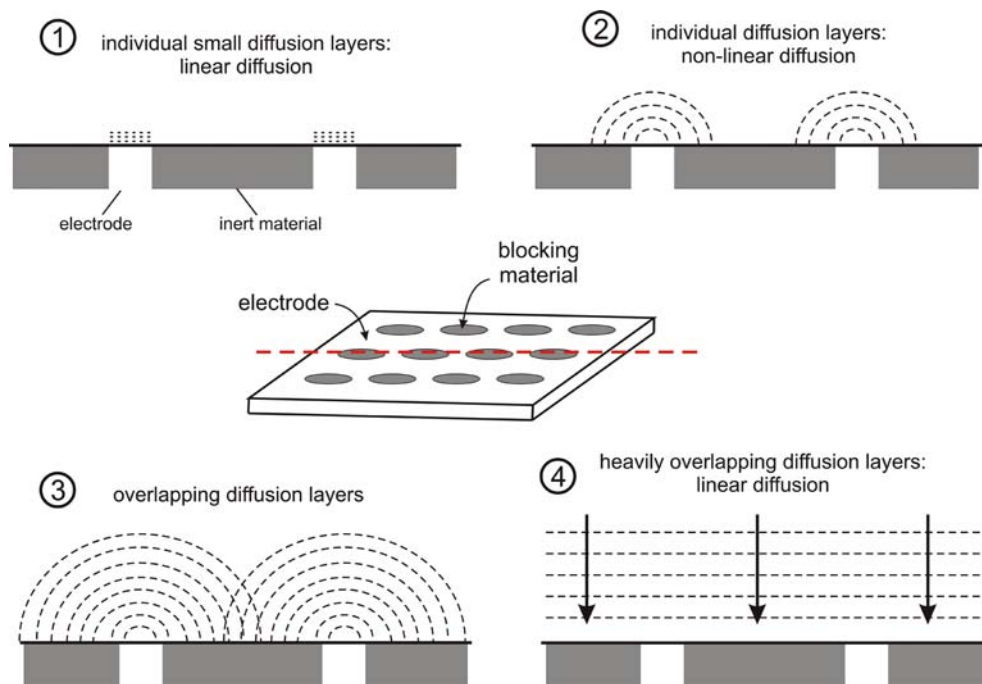 1
individual small diffusion layers:
linear diffusion
electrode
inert material
2
individual diffusion layers:
non-linear diffusion
blocking
material
electrode
3
overlapping diffusion layers
4
heavily overlapping diffusion layers:
linear diffusion